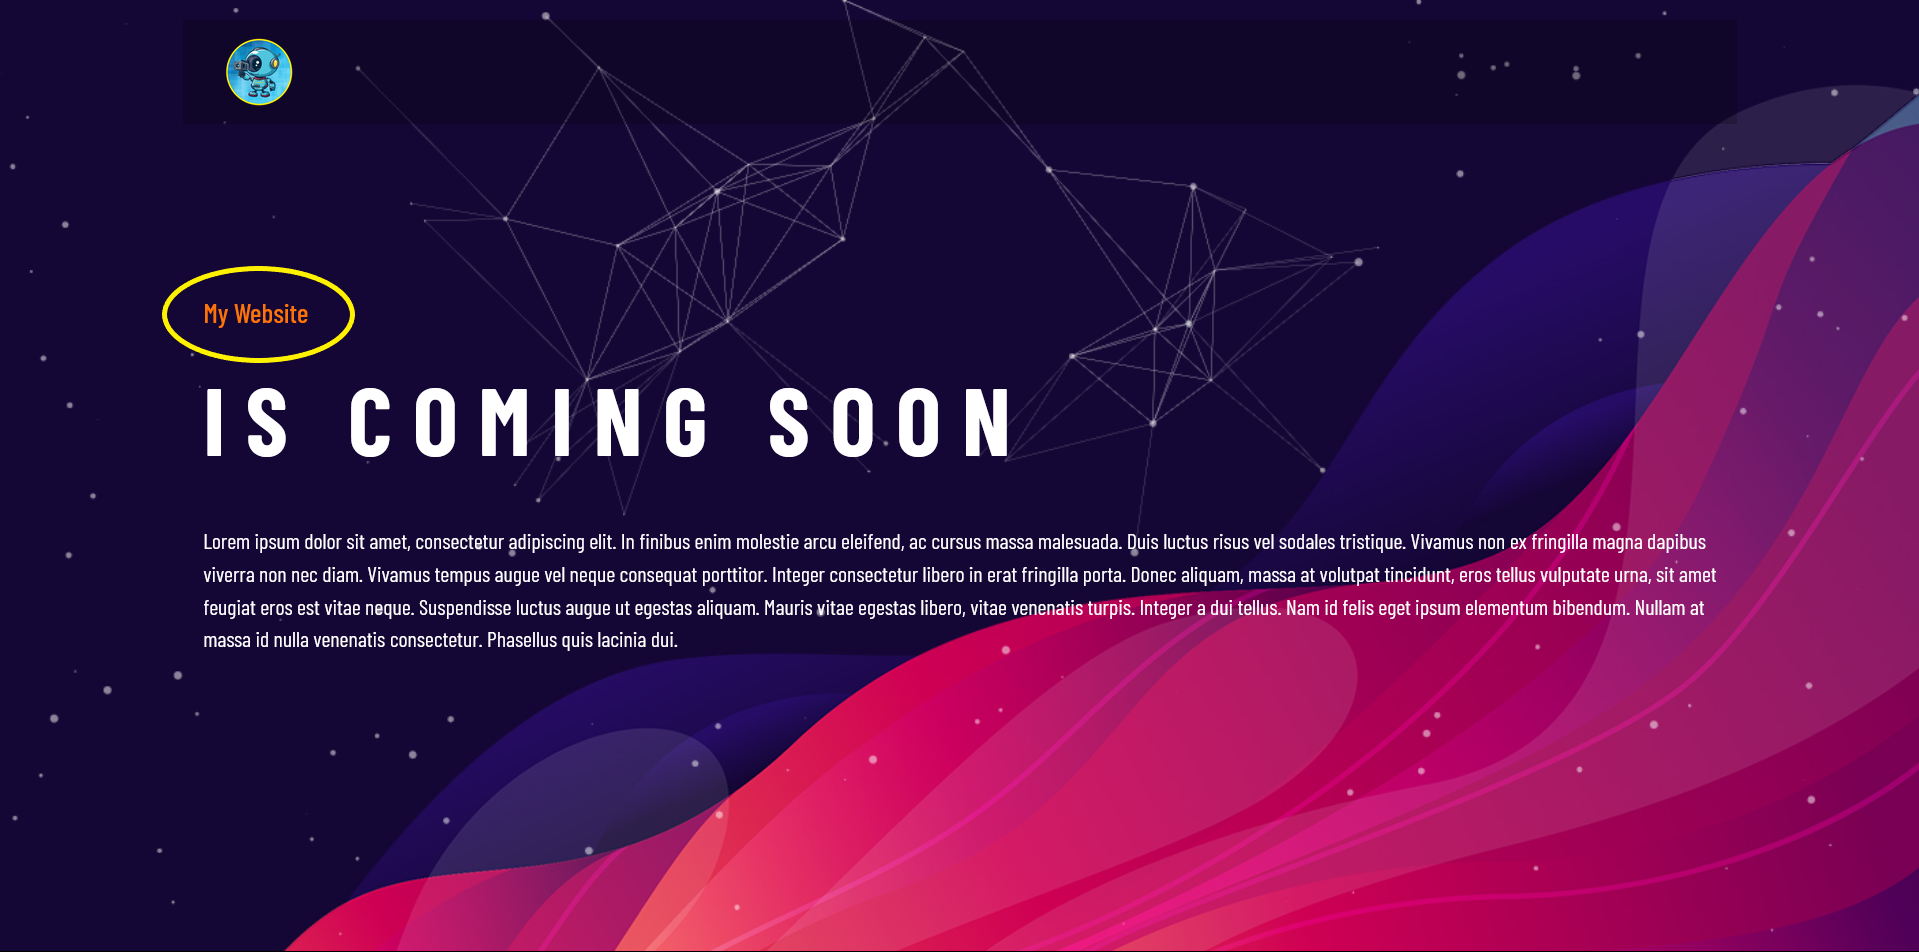 My Website
IS COMING SOON
Lorem ipsum dolor sit amet, consectetur adipiscing elit. In finibus enim molestie arcu eleifend, ac cursus massa malesuada. Duis luctus risus vel sodales tristique. Vivamus non ex fringilla magna dapibus
viverra non nec diam. Vivamus tempus augue vel neque consequat porttitor. Integer consectetur libero in erat fringilla porta. Donec aliquam, massa at volutpat tincidunt, eros tellus vulputate urna, sit amet
feugiat eros est vitae neque. Suspendisse luctus augue ut egestas aliquam. Mauris vitae egestas libero, vitae venenatis turpis. Integer a dui tellus. Nam id felis eget ipsum elementum bibendum. Nullam at
massa id nulla venenatis consectetur. Phasellus quis lacinia dui.